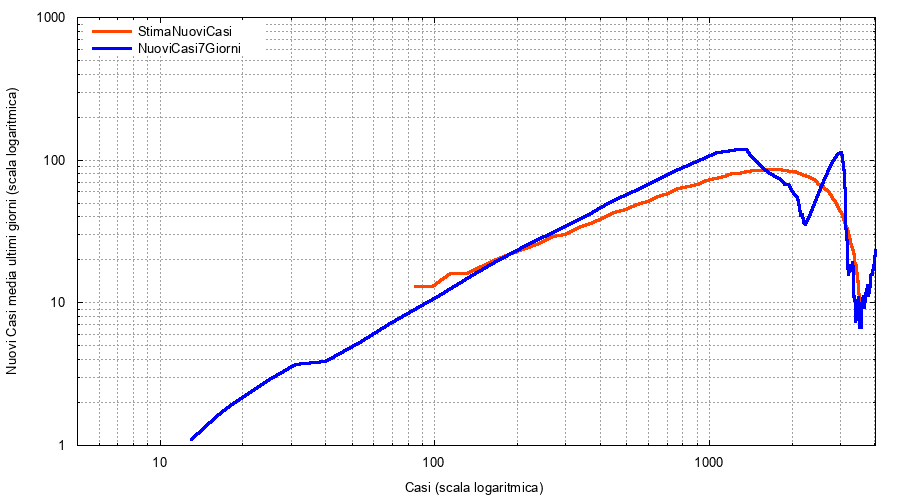 1000
StimaNuoviCasi
NuoviCasi7Giorni
100
10
1
Nuovi Casi media ultimi giorni (scala logaritmica)
10
100
1000
Casi (scala logaritmica)